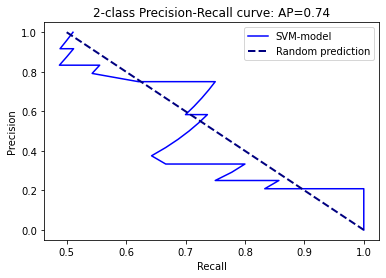 2-class Precision-Recall curve: AP=0.74
SVM-model
Random prediction
Precision
1.0
0.8
0.6
0.4
0.2
0.0
0.5 0.6 0.7 0.8 0.9 1.0
Recall